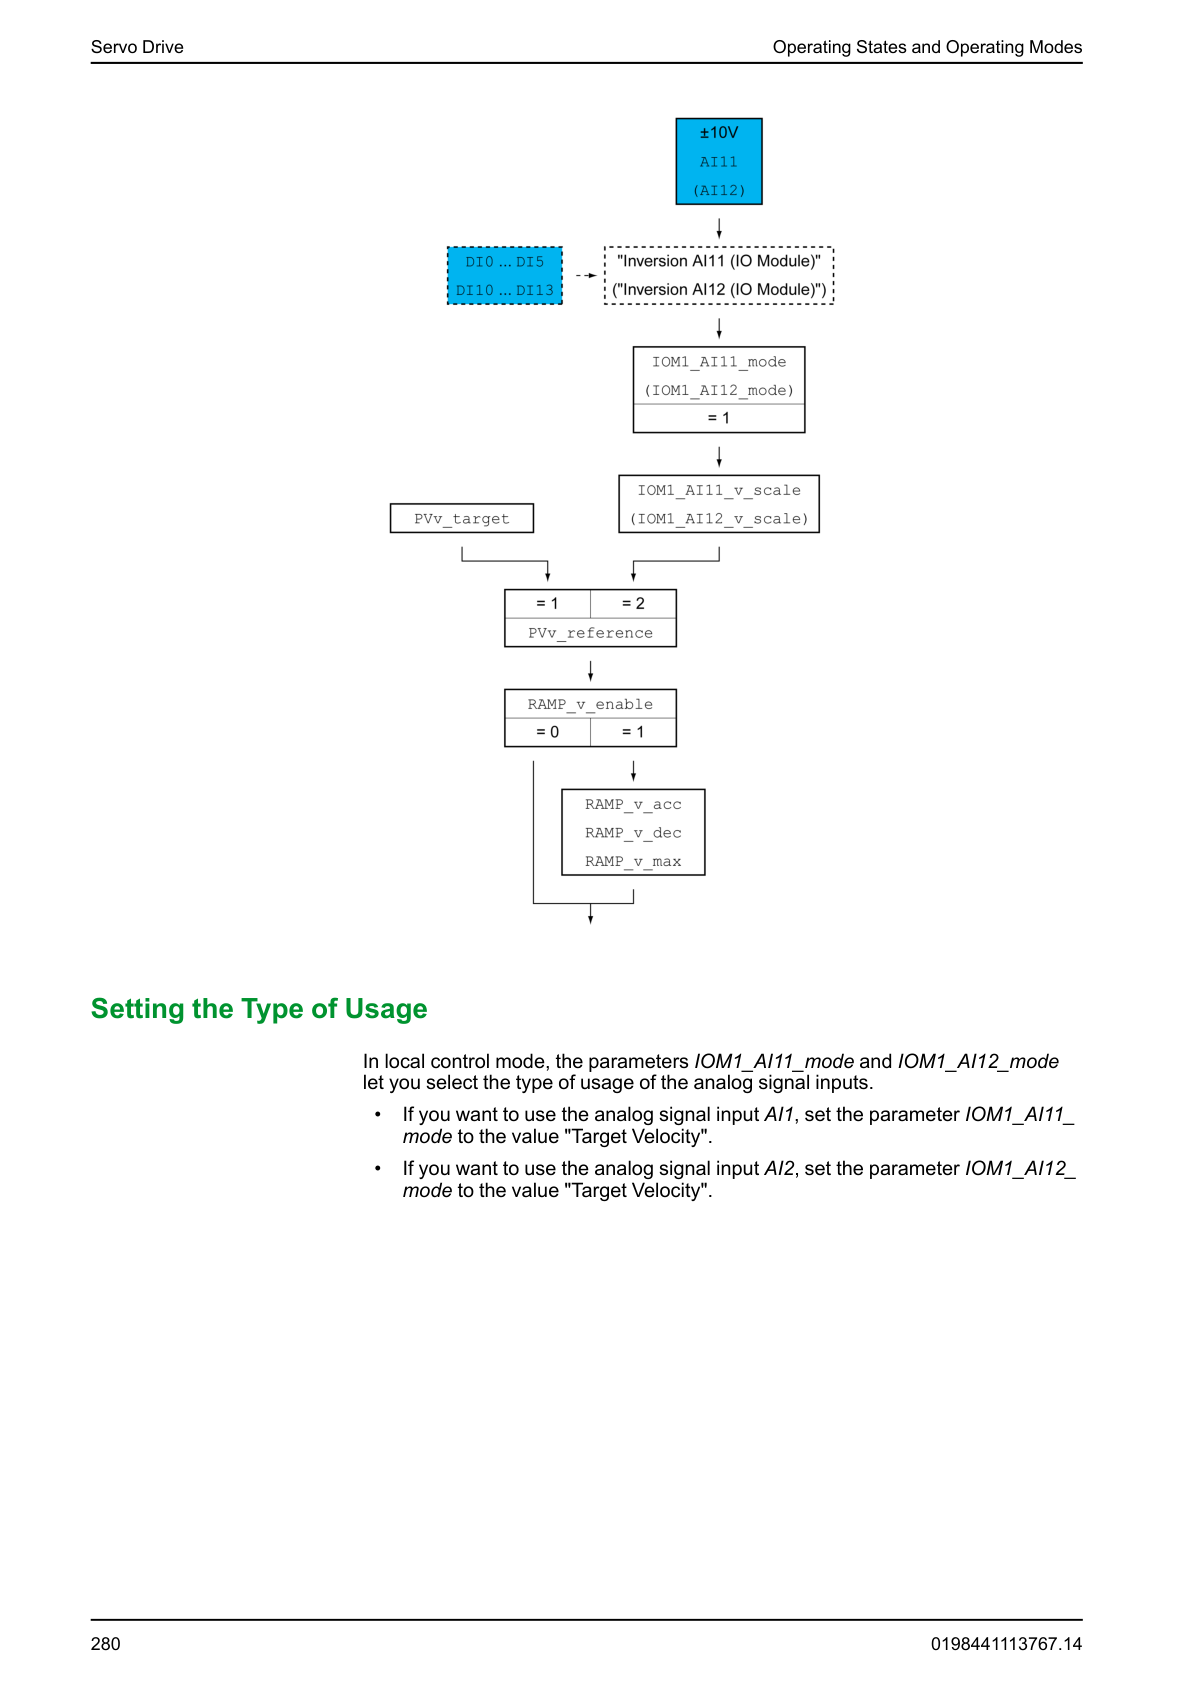 Servo Drive
Operating States and Operating Modes
±10V
AI11
(AI12)
DI0 ... DI5
DI10 ... DI13
"Inversion AI11 (IO Module)"
("Inversion AI12 (IO Module)")
IOM1_AI11_mode
(IOM1_AI12_mode)
= 1
IOM1_AI11_v_scale
(IOM1_AI12_v_scale)
PVv_target
= 1
= 2
PVv_reference
RAMP_v_enable
= 0
= 1
RAMP_v_acc
RAMP_v_dec
RAMP_v_max
Setting the Type of Usage
In local control mode, the parameters IOM1_AI11_mode and IOM1_AI12_mode
let you select the type of usage of the analog signal inputs.
• If you want to use the analog signal input AI1, set the parameter IOM1_AI11_
mode to the value "Target Velocity".
• If you want to use the analog signal input AI2, set the parameter IOM1_AI12_
mode to the value "Target Velocity".
280
0198441113767.14